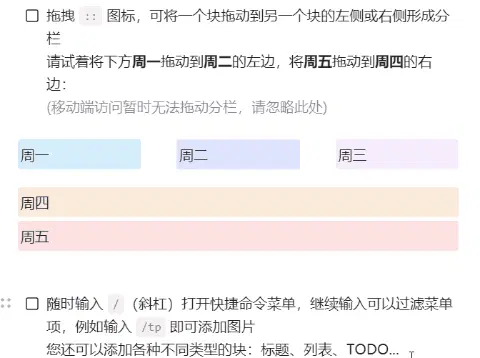 拖拽 :: 图标，可将一个块拖动到另一个块的左侧或右侧形成分
栏
请试着将下方周一拖动到周二的左边，将周五拖动到周四的右
边：
(移动端访问暂时无法拖动分栏，请忽略此处)
周一 周二 周三
周四
周五
随时输入 / （斜杠）打开快捷命令菜单，继续输入可以过滤菜单
项，例如输入 /tp 即可添加图片
您还可以添加各种不同类型的块：标题、列表、TODO...